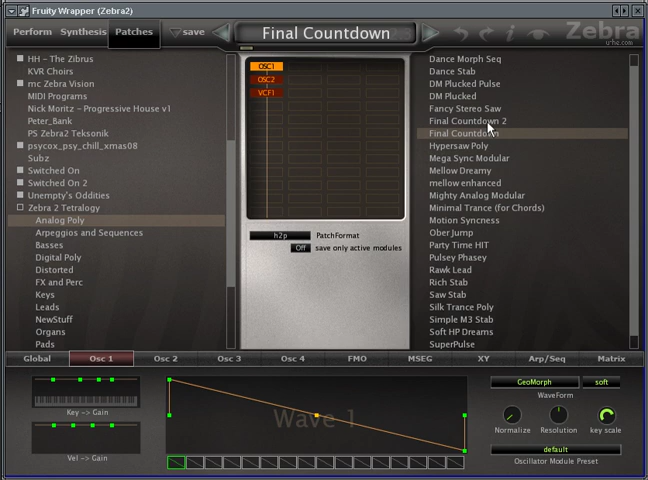 Fruity Wrapper (Zebra2)
Perform Synthesis Patches save Final Countdown Zebra
u-he.com
HH - The Zibrus
KVR Choirs
mc Zebra Vision
MIDI Programs
Nick Moritz - Progressive House v1
Peter_Bank
PS Zebra2 Teksonik
psycox_psy_chill_xmas08
Subz
Switched On
Switched On 2
Unempty's Oddities
Zebra 2 Tetralogy
Analog Poly
Arpeggios and Sequences
Basses
Digital Poly
Distorted
FX and Perc
Keys
Leads
NewStuff
Organs
Pads
OSC1
OSC2
VCF1
h2p PatchFormat
Off save only active modules
Dance Morph Seq
Dance Stab
DM Plucked Pulse
DM Plucked
Fancy Stereo Saw
Final Countdown 2
Final Countdown
Hypersaw Poly
Mega Sync Modular
Mellow Dreamy
mellow enhanced
Mighty Analog Modular
Minimal Trance (for Chords)
Motion Syncness
Ober Jump
Party Time HIT
Pulsey Phasey
Rawk Lead
Rich Stab
Saw Stab
Silk Trance Poly
Simple M3 Stab
Soft HP Dreams
SuperPulse
Global Osc 1 Osc 2 Osc 3 Osc 4 FMO MSEG XY Arp/Seq Matrix
Key -> Gain
Vel -> Gain
Wave 1
GeoMorph soft
WaveForm
Normalize Resolution key scale
default
Oscillator Module Preset